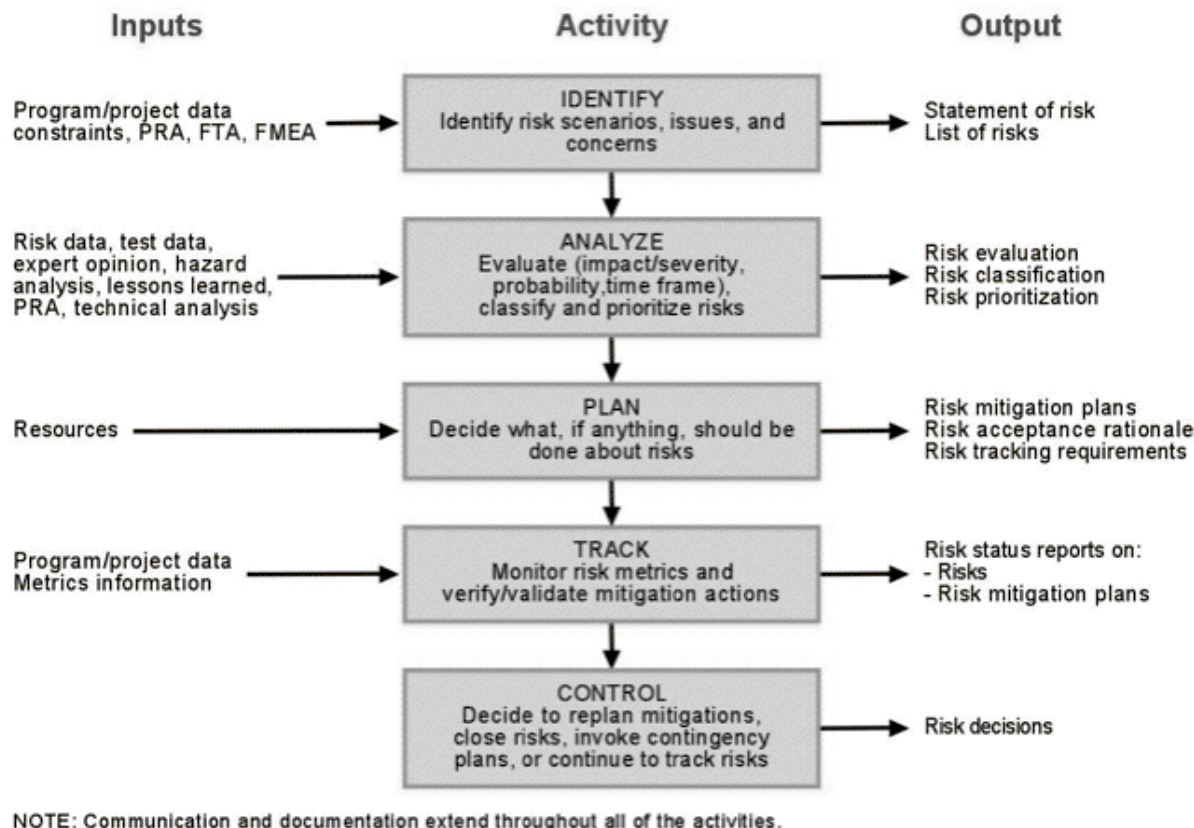 Inputs
Activity
Output
Program/project data
constraints, PRA, FTA, FMEA
IDENTIFY
Identify risk scenarios, issues, and
concerns
Statement of risk
List of risks
Risk data, test data,
expert opinion, hazard
analysis, lessons learned,
PRA, technical analysis
ANALYZE
Evaluate (impact/severity,
probability,time frame),
classify and prioritize risks
Risk evaluation
Risk classification
Risk prioritization
Resources
PLAN
Decide what, if anything, should be
done about risks
Risk mitigation plans
Risk acceptance rationale
Risk tracking requirements
Program/project data
Metrics information
TRACK
Monitor risk metrics and
verify/validate mitigation actions
Risk status reports on:
- Risks
- Risk mitigation plans
CONTROL
Decide to replan mitigations,
close risks, invoke contingency
plans, or continue to track risks
Risk decisions
NOTE: Communication and documentation extend throughout all of the activities.